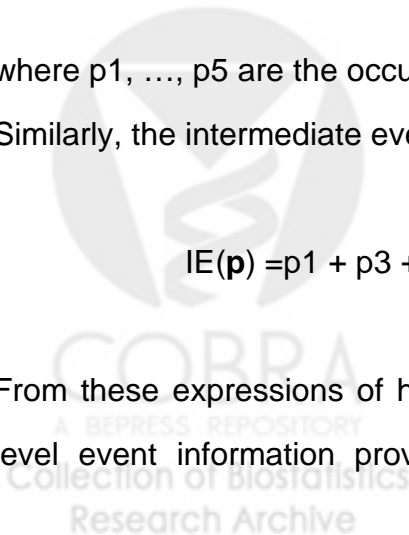 where p1, …, p5 are the occu
Similarly, the intermediate eve
IE(p) =p1 + p3 +
COBRA
From these expressions of h
A BEPRESS REPOSITORY
level event information prov
Collection of Biostatistics
Research Archive